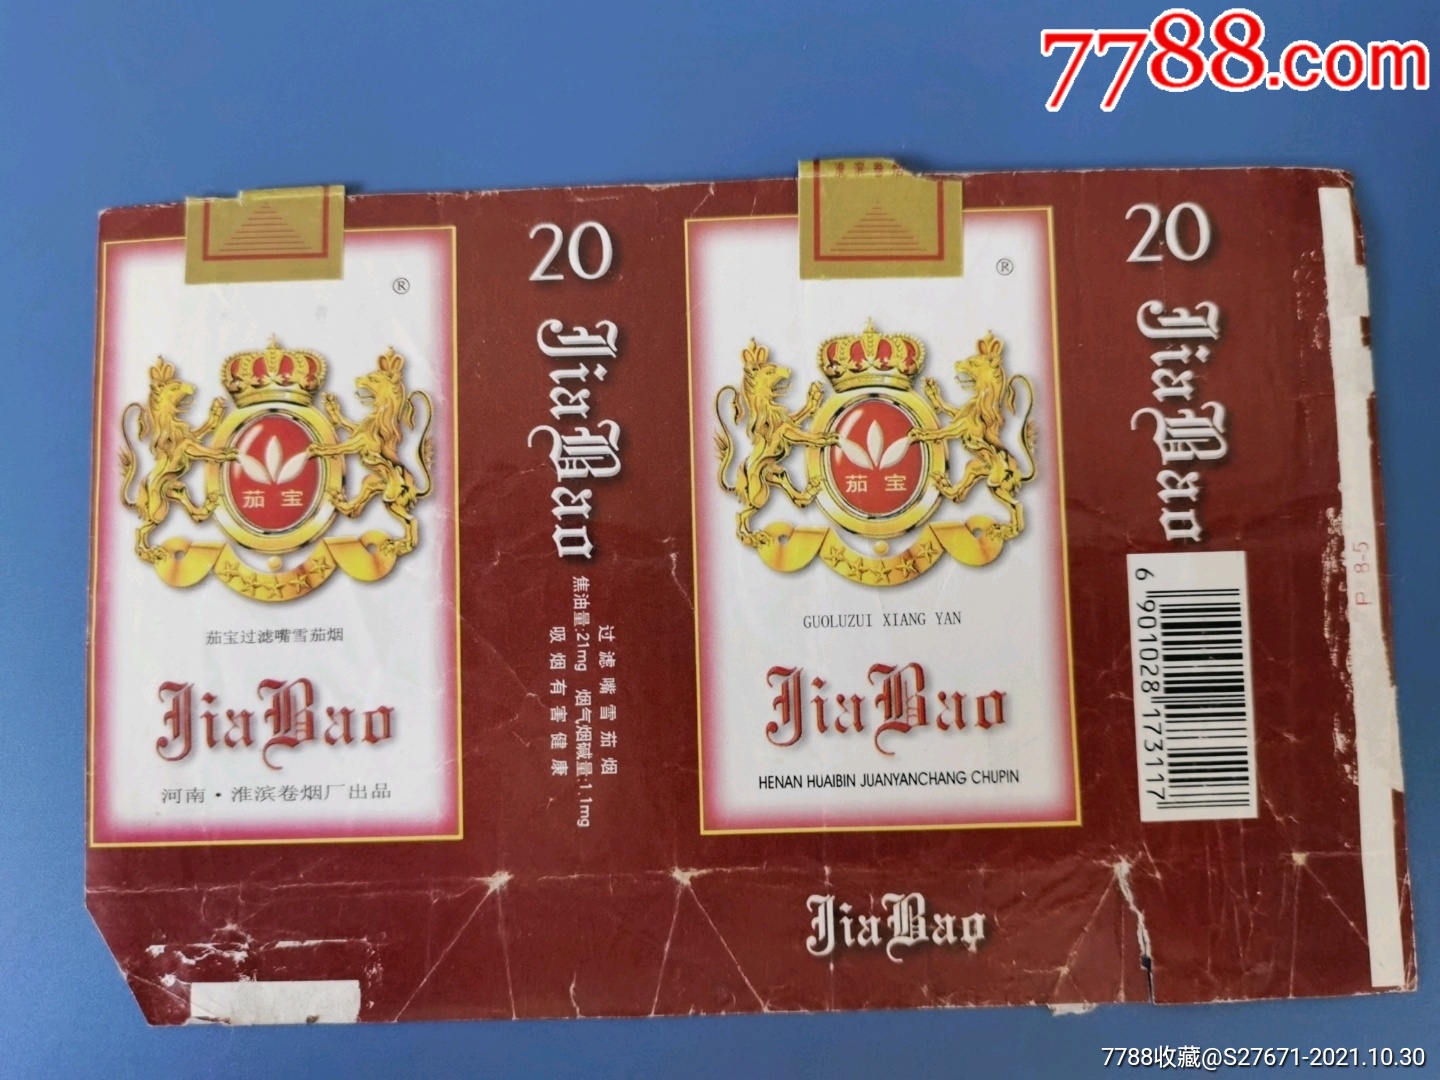 7788.com
®
茄宝
茄宝过滤嘴雪茄烟
JiaBao
河南·淮滨卷烟厂出品
20
JiaBao
过滤嘴雪茄烟
焦油量:21mg 烟气烟碱量:1.1mg
吸烟有害健康
®
茄宝
GUOLUZUI XIANG YAN
JiaBao
HENAN HUAIBIN JUANYANCHANG CHUPIN
20
JiaBao
6 901028 173117
P 8-5
JiaBao
7788收藏@S27671-2021.10.30